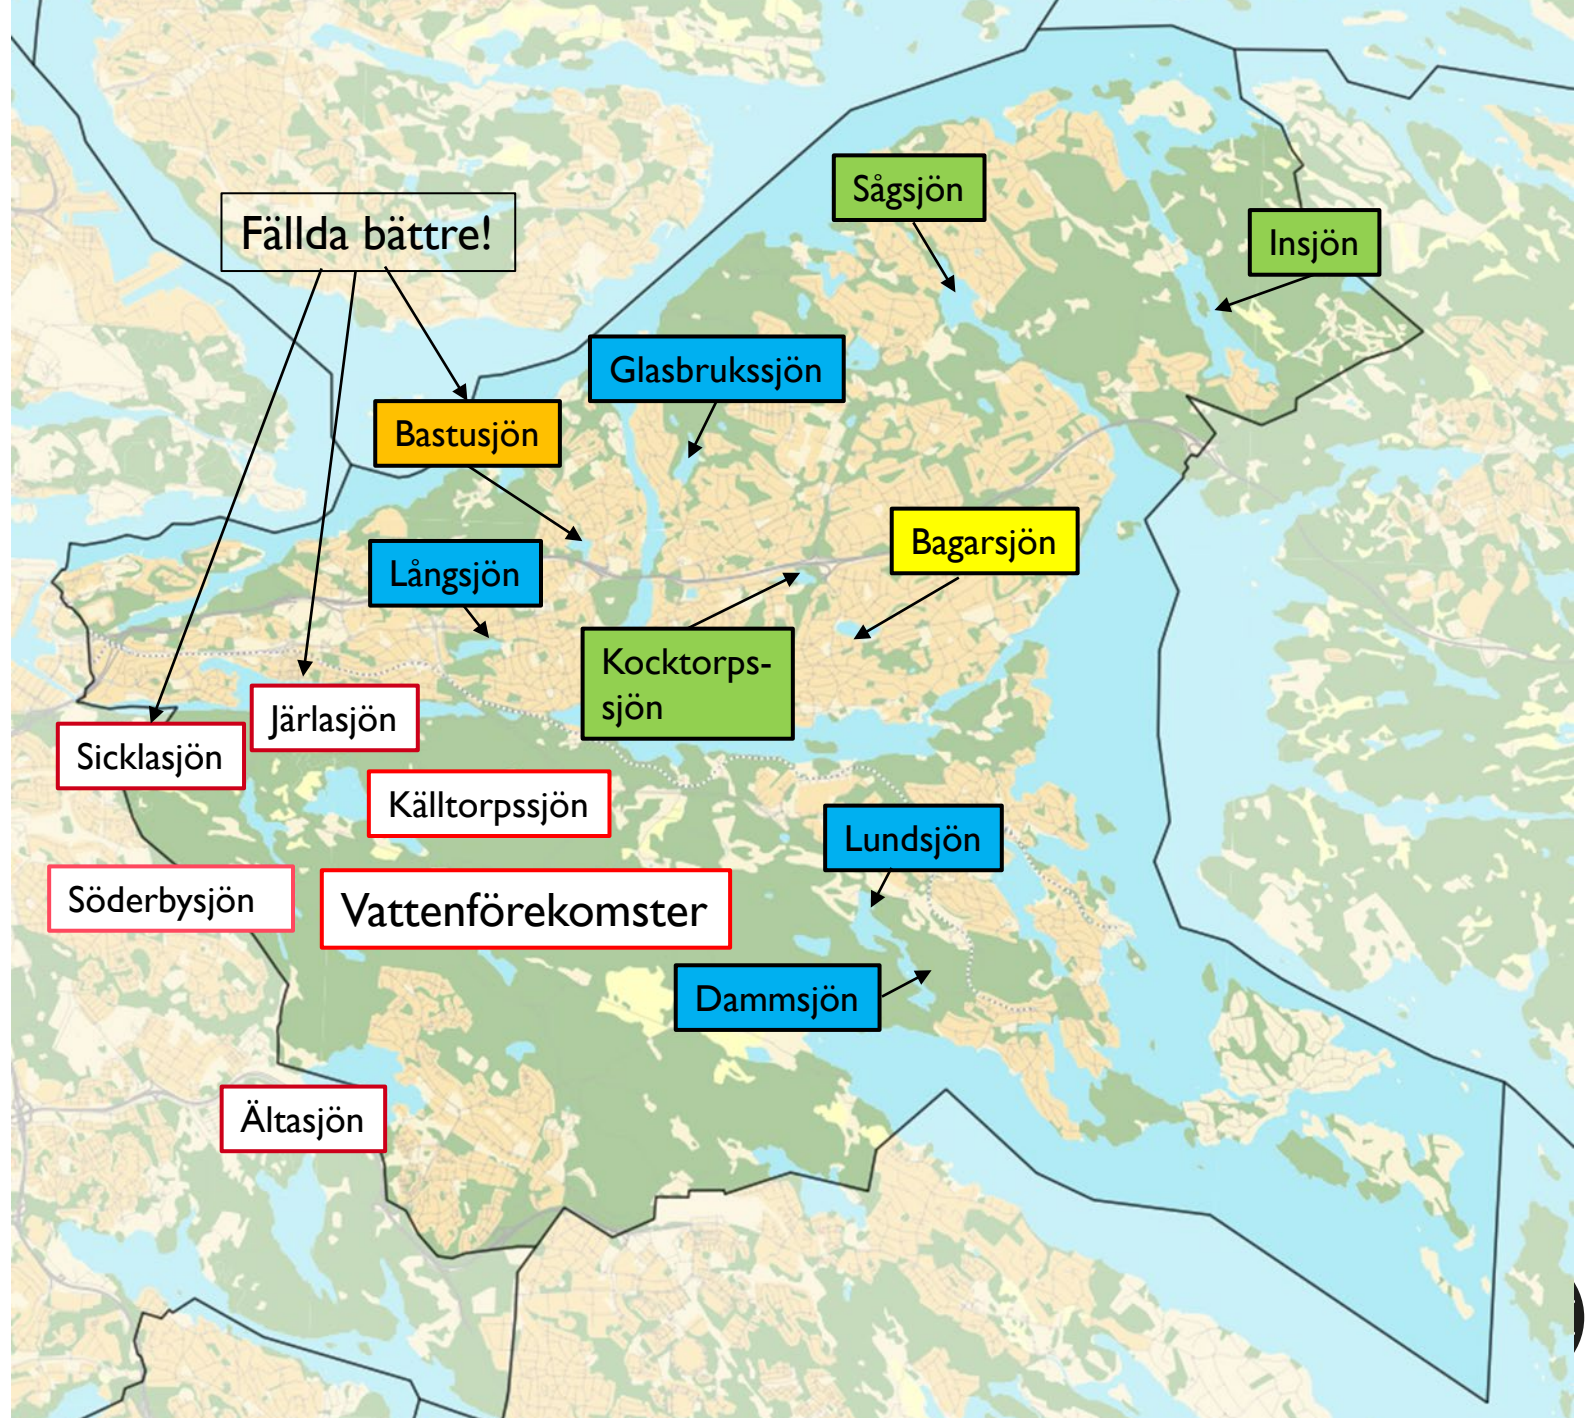 Sågsjön
Fällda bättre!
Insjön
Glasbrukssjön
Bastusjön
Bagarsjön
Långsjön
Kocktorps-
sjön
Järlasjön
Sicklasjön
Källtorpssjön
Lundsjön
Söderbysjön
Vattenförekomster
Dammsjön
Ältasjön